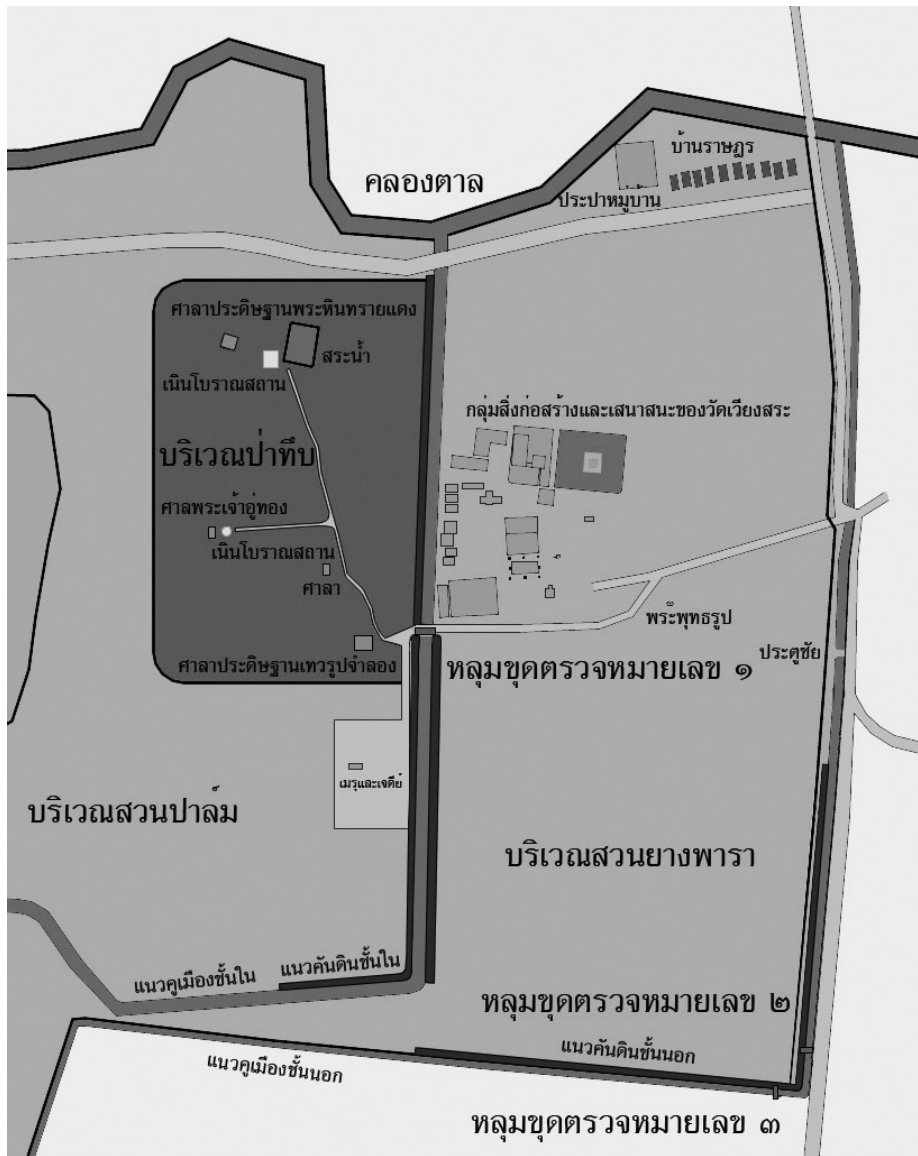 บ้านราษฎร
คลองตาล
ประปาหมู่บ้าน
ศาลาประดิษฐานพระหินทรายแดง
สระน้ำ
เนินโบราณสถาน
กลุ่มสิ่งก่อสร้างและเสนาสนะของวัดเวียงสระ
บริเวณป่าทึบ
ศาลพระเจ้าอู่ทอง
เนินโบราณสถาน
ศาลา
พระพุทธรูป
ประตูชัย
ศาลาประดิษฐานเทวรูปจำลอง
หลุมขุดตรวจหมายเลข ๑
เมรุและเจดีย์
บริเวณสวนปาล์ม
บริเวณสวนยางพารา
แนวคูเมืองชั้นใน
แนวคันดินชั้นใน
หลุมขุดตรวจหมายเลข ๒
แนวคันดินชั้นนอก
แนวคูเมืองชั้นนอก
หลุมขุดตรวจหมายเลข ๓